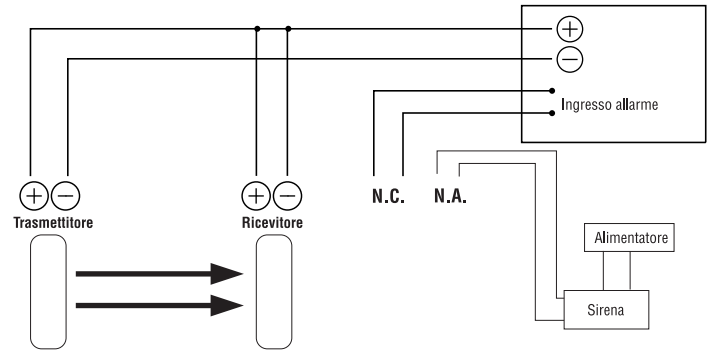 +
−
Ingresso allarme
+ −
Trasmettitore
+ −
Ricevitore
N.C.
N.A.
Alimentatore
Sirena